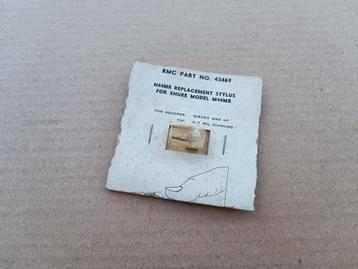 RMC PART NO. 43469
N44MR REPLACEMENT STYLUS
FOR SHURE MODEL M44MR
FOR RECORDS: STEREO AND LP
TIP: 0.7 MIL DIAMOND